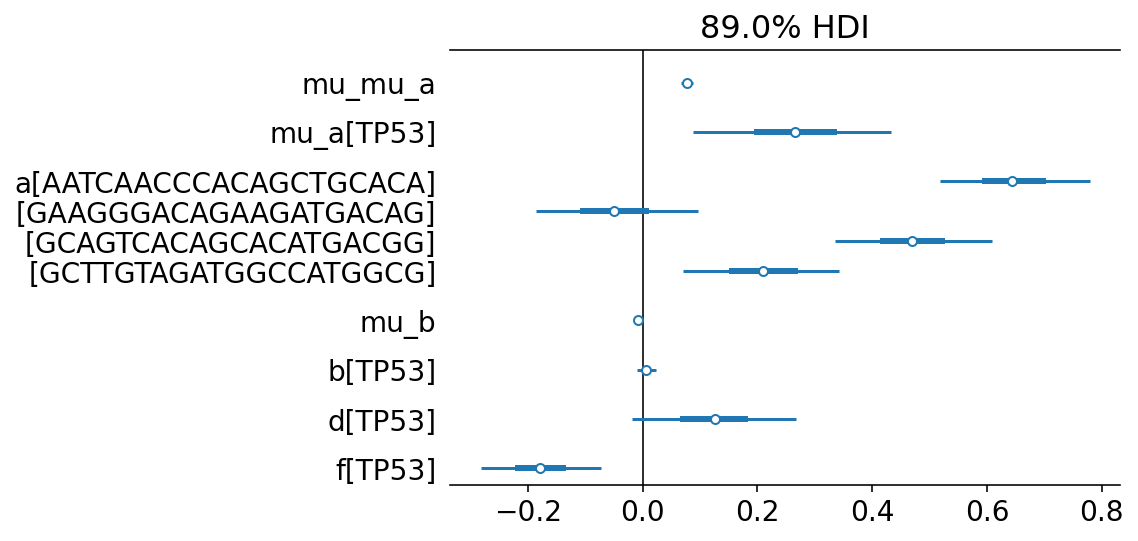 89.0% HDI
mu_mu_a
mu_a[TP53]
a[AATCAACCCACAGCTGCACA]
[GAAGGGACAGAAGATGACAG]
[GCAGTCACAGCACATGACGG]
[GCTTGTAGATGGCCATGGCG]
mu_b
b[TP53]
d[TP53]
f[TP53]
−0.2 0.0 0.2 0.4 0.6 0.8